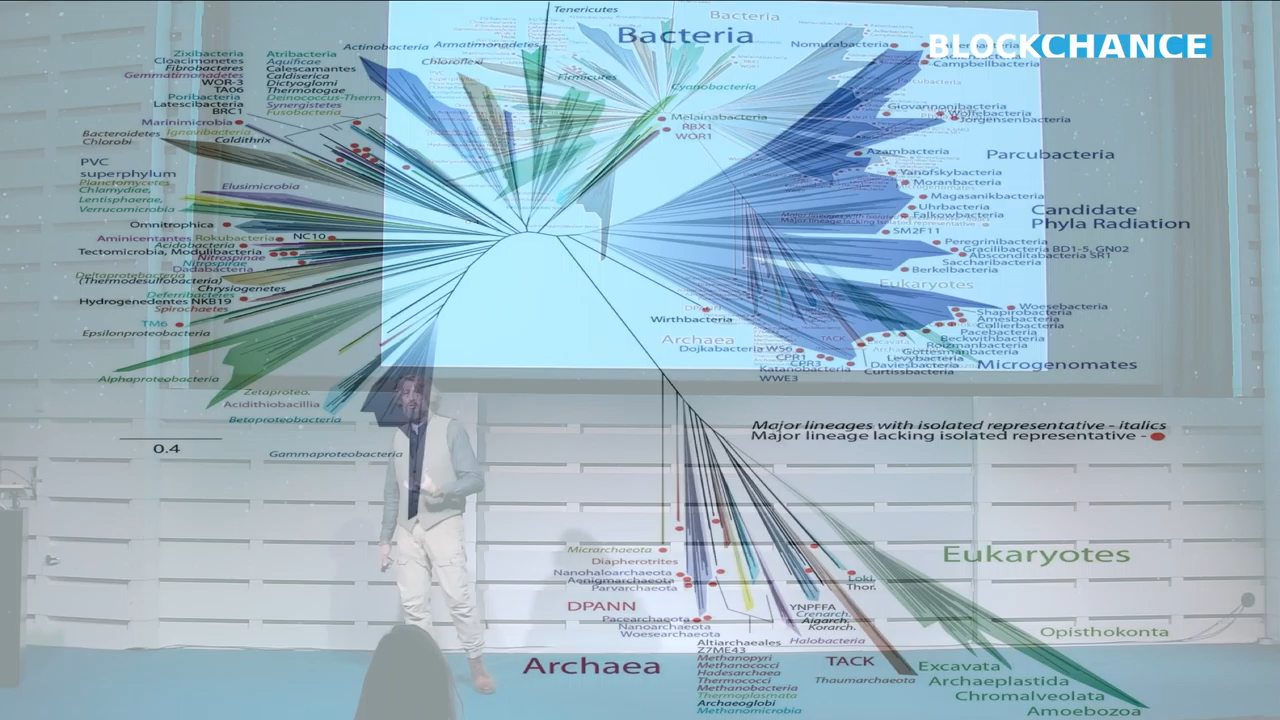 BLOCKCHANCE
Tenericutes
Bacteria
Bacteria
Actinobacteria
Armatimonadetes
Nomurabacteria
Zixibacteria
Atribacteria
Cloacimonetes
Aquificae
Chloroflexi
Campbellbacteria
Fibrobacteres
Calescamantes
Gemmatimonadetes
Caldiserica
Firmicutes
WOR-3
Dictyoglomi
Cyanobacteria
TA06
Thermotogae
Poribacteria
Deinococcus-Therm.
Latescibacteria
Synergistetes
Giovannonibacteria
BRC1
Fusobacteria
Wolfebacteria
Jorgensenbacteria
Marinimicrobia
Melainabacteria
RBX1
Bacteroidetes
Ignavibacteria
WOR1
Chlorobi
Caldithrix
Azambacteria
Parcubacteria
PVC
superphylum
Yanofskybacteria
Planctomycetes
Elusimicrobia
Moranbacteria
Chlamydiae,
Magasanikbacteria
Lentisphaerae,
Uhrbacteria
Candidate
Verrucomicrobia
Falkowbacteria
Phyla Radiation
Omnitrophica
SM2F11
Aminicentantes
Rokubacteria
NC10
Peregrinibacteria
Acidobacteria
Gracilibacteria BD1-5, GN02
Tectomicrobia, Modulibacteria
Absconditabacteria SR1
Nitrospinae
Saccharibacteria
Nitrospirae
Berkelbacteria
Dadabacteria
Deltaproteobacteria
(Thermodesulfobacteria)
Eukaryotes
Chrysiogenetes
Deferribacteres
Hydrogenedentes NKB19
Woesebacteria
Spirochaetes
Shapirobacteria
Wirthbacteria
Amesbacteria
TM6
Collierbacteria
Epsilonproteobacteria
Pacebacteria
Archaea
TACK
Beckwithbacteria
Dojkabacteria WS6
Roizmanbacteria
CPR1
Gottesmanbacteria
CPR3
Levybacteria
Katanobacteria
Daviesbacteria
Microgenomates
WWE3
Curtissbacteria
Alphaproteobacteria
Zetaproteo.
Acidithiobacillia
Betaproteobacteria
Major lineages with isolated representative - italics
Major lineage lacking isolated representative -
0.4
Gammaproteobacteria
Micrarchaeota
Eukaryotes
Diapherotrites
Nanohaloarchaeota
Aenigmarchaeota
Loki.
Parvarchaeota
Thor.
DPANN
YNPFFA
Crenarch.
Pacearchaeota
Aigarch.
Nanoarchaeota
Korarch.
Woesearchaeota
Opisthokonta
Altiarchaeales
Halobacteria
Z7ME43
Archaea
Methanopyri
TACK
Methanococci
Excavata
Hadesarchaea
Thermococci
Thaumarchaeota
Archaeplastida
Methanobacteria
Thermoplasmata
Chromalveolata
Archaeoglobi
Methanomicrobia
Amoebozoa